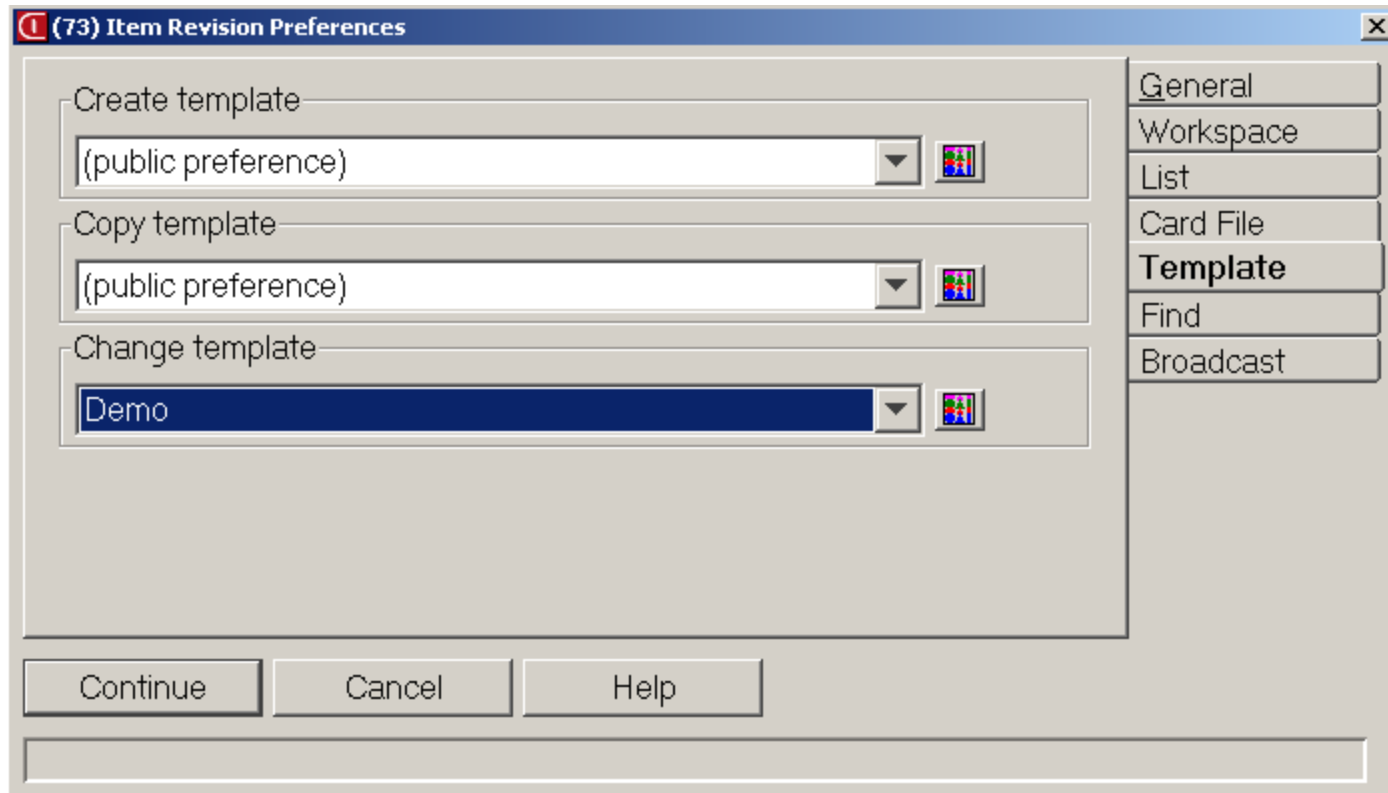 (73) Item Revision Preferences
Create template
(public preference)
Copy template
(public preference)
Change template
Demo
General
Workspace
List
Card File
Template
Find
Broadcast
Continue
Cancel
Help